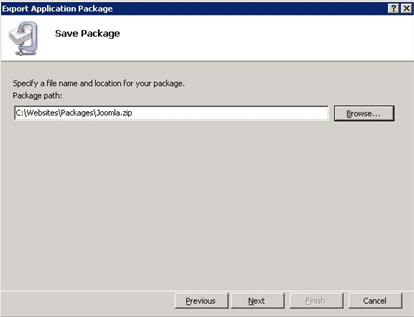 Export Application Package
Save Package
Specify a file name and location for your package.
Package path:
C:\Websites\Packages\Joomla.zip
Browse...
Previous
Next
Finish
Cancel